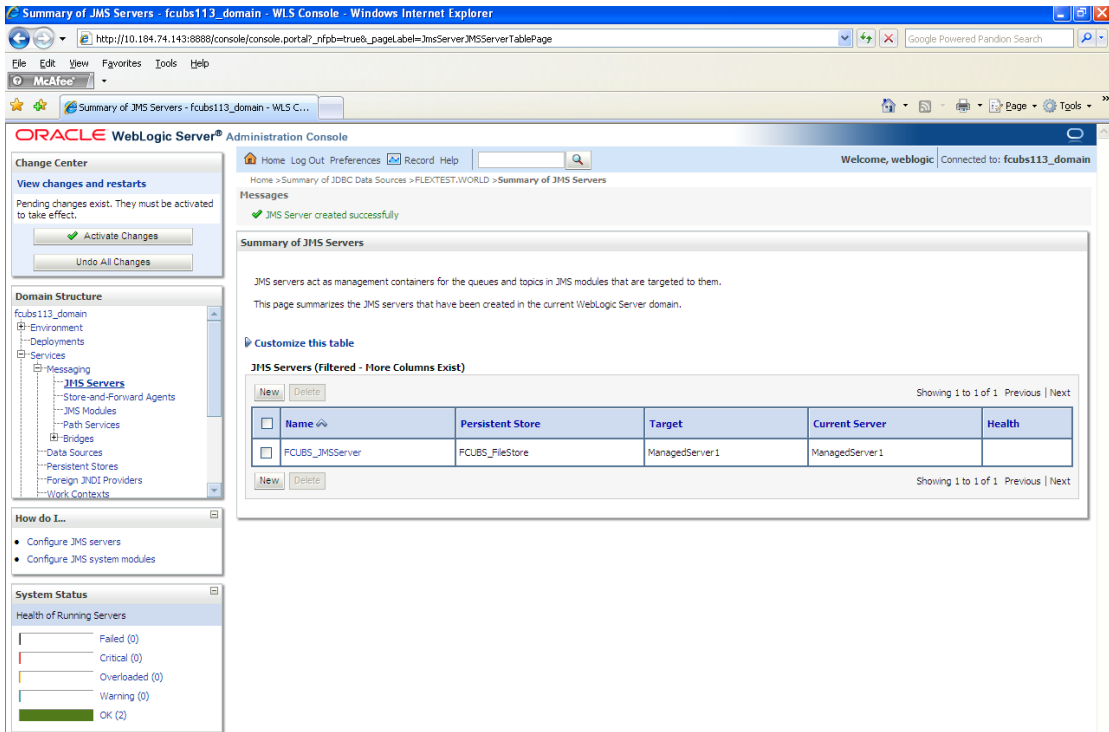 Summary of JMS Servers - fcubs113_domain - WLS Console - Windows Internet Explorer
http://10.184.74.143:8888/console/console.portal?_nfpb=true&_pageLabel=JmsServerJMSServerTablePage
Google Powered Pandion Search
File Edit View Favorites Tools Help
McAfee
Summary of JMS Servers - fcubs113_domain - WLS C...
Page Tools »
ORACLE WebLogic Server® Administration Console
Change Center
View changes and restarts
Pending changes exist. They must be activated
to take effect.
Activate Changes
Undo All Changes
Domain Structure
fcubs113_domain
Environment
Deployments
Services
Messaging
JMS Servers
Store-and-Forward Agents
JMS Modules
Path Services
Bridges
Data Sources
Persistent Stores
Foreign JNDI Providers
Work Contexts
How do I...
Configure JMS servers
Configure JMS system modules
System Status
Health of Running Servers
Failed (0)
Critical (0)
Overloaded (0)
Warning (0)
OK (2)
Home Log Out Preferences Record Help
Welcome, weblogic Connected to: fcubs113_domain
Home >Summary of JDBC Data Sources >FLEXTEST.WORLD >Summary of JMS Servers
Messages
JMS Server created successfully
Summary of JMS Servers
JMS servers act as management containers for the queues and topics in JMS modules that are targeted to them.
This page summarizes the JMS servers that have been created in the current WebLogic Server domain.
Customize this table
JMS Servers (Filtered - More Columns Exist)
New Delete Showing 1 to 1 of 1 Previous | Next
Name Persistent Store Target Current Server Health
FCUBS_JMSServer FCUBS_FileStore ManagedServer1 ManagedServer1
New Delete Showing 1 to 1 of 1 Previous | Next